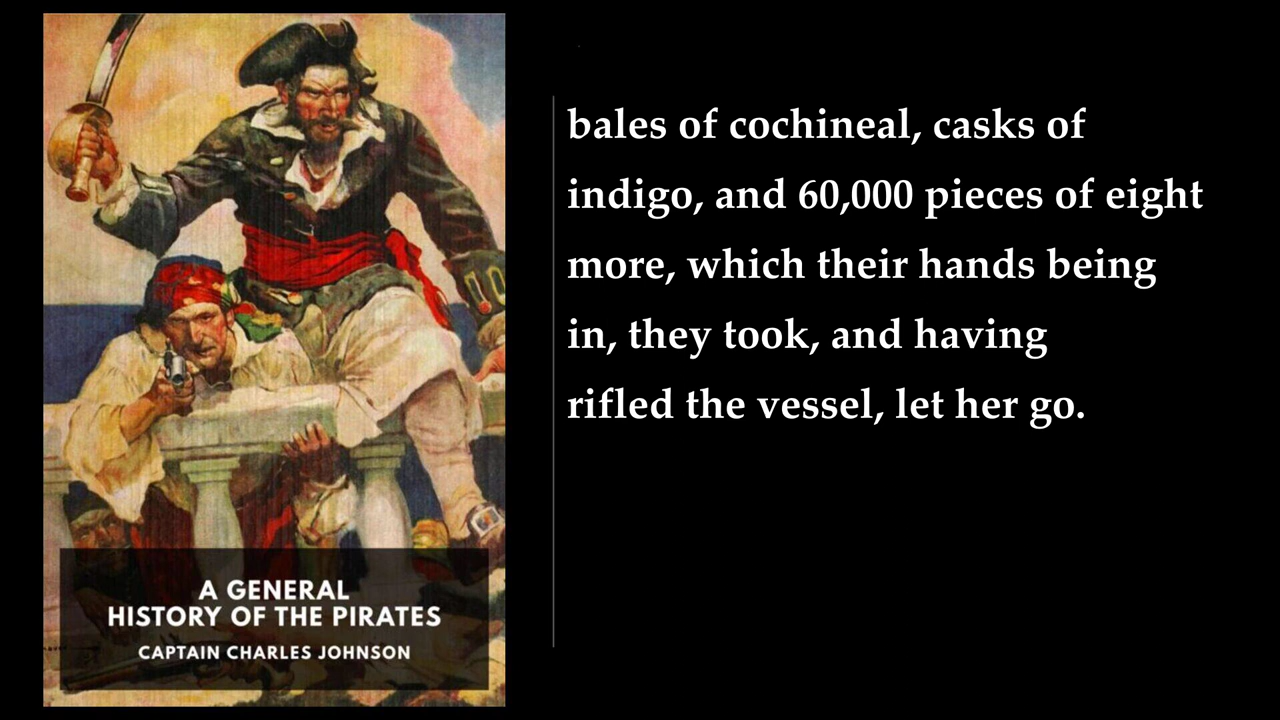 bales of cochineal, casks of
indigo, and 60,000 pieces of eight
more, which their hands being
in, they took, and having
rifled the vessel, let her go.
A GENERAL
HISTORY OF THE PIRATES
CAPTAIN CHARLES JOHNSON